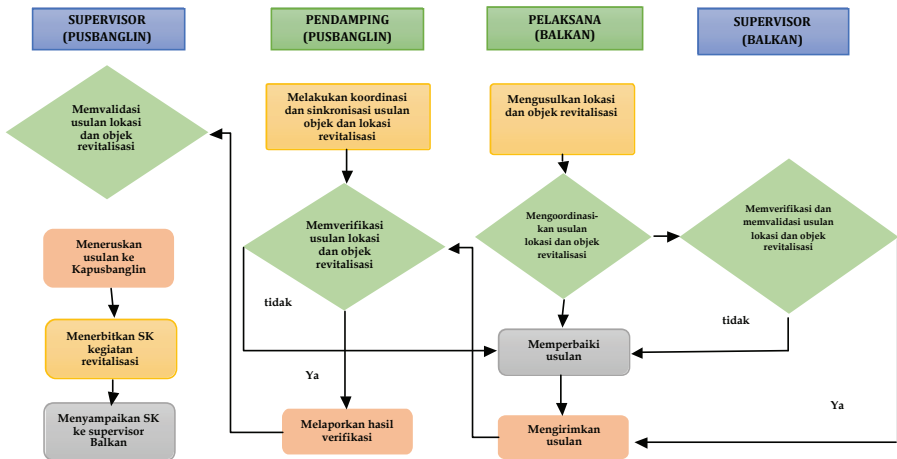 SUPERVISOR
(PUSBANGLIN)
PENDAMPING
(PUSBANGLIN)
PELAKSANA
(BALKAN)
SUPERVISOR
(BALKAN)
Memvalidasi
usulan lokasi
dan objek
revitalisasi
Melakukan koordinasi
dan sinkronisasi usulan
objek dan lokasi
revitalisasi
Mengusulkan lokasi
dan objek revitalisasi
Memverifikasi
usulan lokasi
dan objek
revitalisasi
Mengoordinasi-
kan usulan
lokasi dan objek
revitalisasi
Memverifikasi dan
memvalidasi usulan
lokasi dan objek
revitalisasi
Meneruskan
usulan ke
Kapusbanglin
tidak
tidak
Menerbitkan SK
kegiatan
revitalisasi
Memperbaiki
usulan
Ya
Ya
Menyampaikan SK
ke supervisor
Balkan
Melaporkan hasil
verifikasi
Mengirimkan
usulan